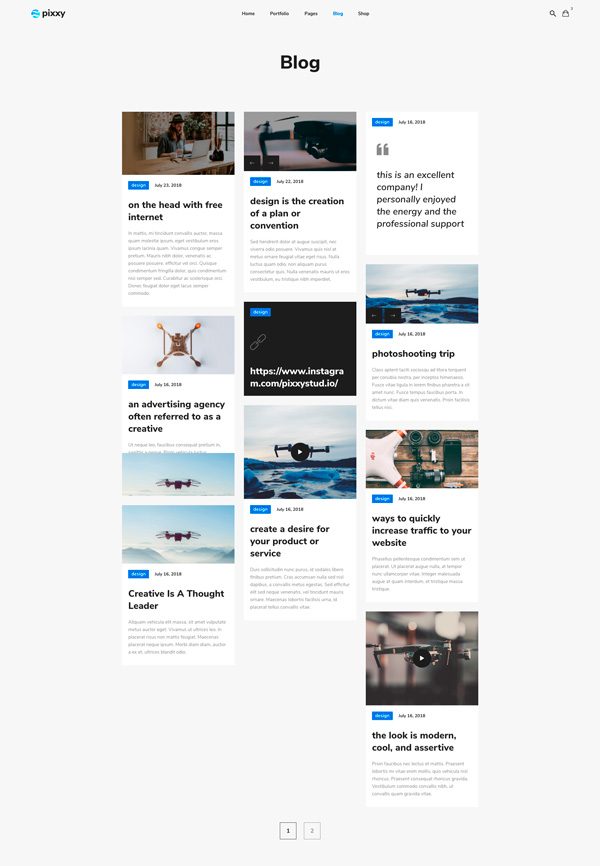 pixxy
Home Portfolio Pages Blog Shop
Blog
design July 23, 2018
on the head with free
internet
In mattis, mi tincidunt convallis auctor, massa
quam molestie ipsum, eget vestibulum eros
ipsum lacinia quam. Vivamus congue semper
pretium. Mauris nibh dolor, venenatis ac
posuere posuere, efficitur vel orci. Quisque
condimentum fringilla dolor, quis condimentum
nisl semper sed. Curabitur ac scelerisque orci.
Donec feugiat dolor eget lacus semper
commodo.
design July 16, 2018
an advertising agency
often referred to as a
creative
Ut neque leo, faucibus consequat pretium in,
design July 16, 2018
Creative Is A Thought
Leader
Aliquam vehicula elit massa, sit amet vulputate
metus auctor eget. Vivamus ut ultrices leo. In
placerat risus non mattis feugiat. Maecenas
placerat neque ipsum. Morbi diam diam, auctor
a ex et, ultrices blandit odio.
design July 22, 2018
design is the creation
of a plan or
convention
Sed hendrerit dolor at augue suscipit, nec
viverra odio posuere. Vivamus quis nisl at
metus ornare feugiat vitae eget risus. Nulla
luctus quam odio, non aliquam purus
consectetur quis. Nulla venenatis mauris ut eros
vestibulum, eu tristique nibh imperdiet.
design
https://www.instagra
m.com/pixxystud.io/
design July 16, 2018
create a desire for
your product or
service
Duis sollicitudin nunc purus, id sodales libero
finibus pretium. Cras accumsan nulla sed nisl
dapibus, a convallis metus egestas. Sed efficitur
elit sed neque venenatis, vel tincidunt mauris
ornare. Maecenas lobortis facilisis urna, id
placerat tellus convallis vitae.
design July 16, 2018
this is an excellent
company! I
personally enjoyed
the energy and the
professional support
design July 16, 2018
photoshooting trip
Class aptent taciti sociosqu ad litora torquent
per conubia nostra, per inceptos himenaeos.
Fusce vitae ligula in lorem finibus pharetra a sit
amet nunc. Fusce tempus faucibus porta. In
dictum vitae diam quis venenatis. Proin facilisis
tellus nisi.
design July 16, 2018
ways to quickly
increase traffic to your
website
Phasellus pellentesque condimentum sem ut
placerat. Ut placerat augue nulla, at tempor
nunc ullamcorper vitae. Integer malesuada
augue at quam interdum, et tristique massa
tristique.
design July 16, 2018
the look is modern,
cool, and assertive
Proin faucibus nec lectus et mattis. Praesent
lobortis mi vitae enim mollis, quis vehicula nisl
rhoncus. Praesent consequat rhoncus gravida.
Vestibulum commodo convallis nibh, ut
convallis quam gravida vitae.
1 2